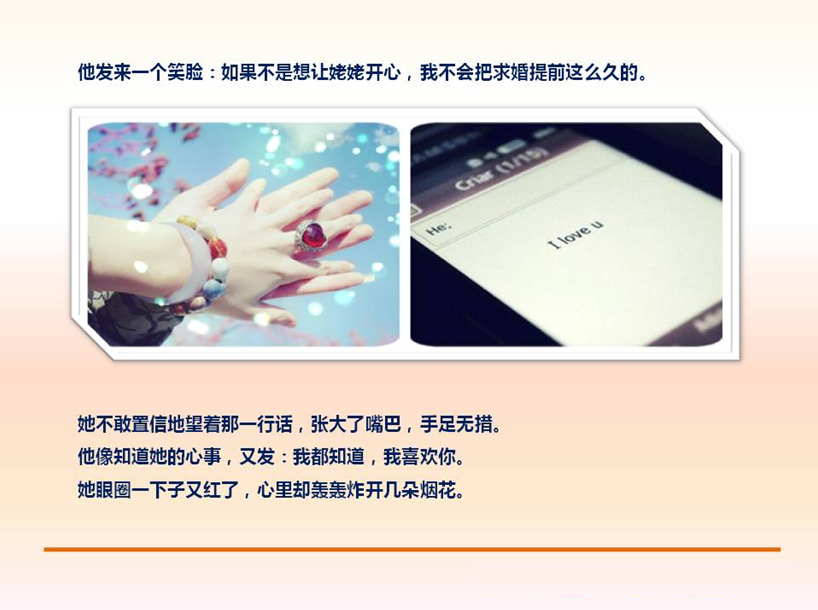 他发来一个笑脸：如果不是想让姥姥开心，我不会把求婚提前这么久的。
SAMSUNG
Criar (1/15)
He:
I love u
她不敢置信地望着那一行话，张大了嘴巴，手足无措。
他像知道她的心事，又发：我都知道，我喜欢你。
她眼圈一下子又红了，心里却轰轰炸开几朵烟花。